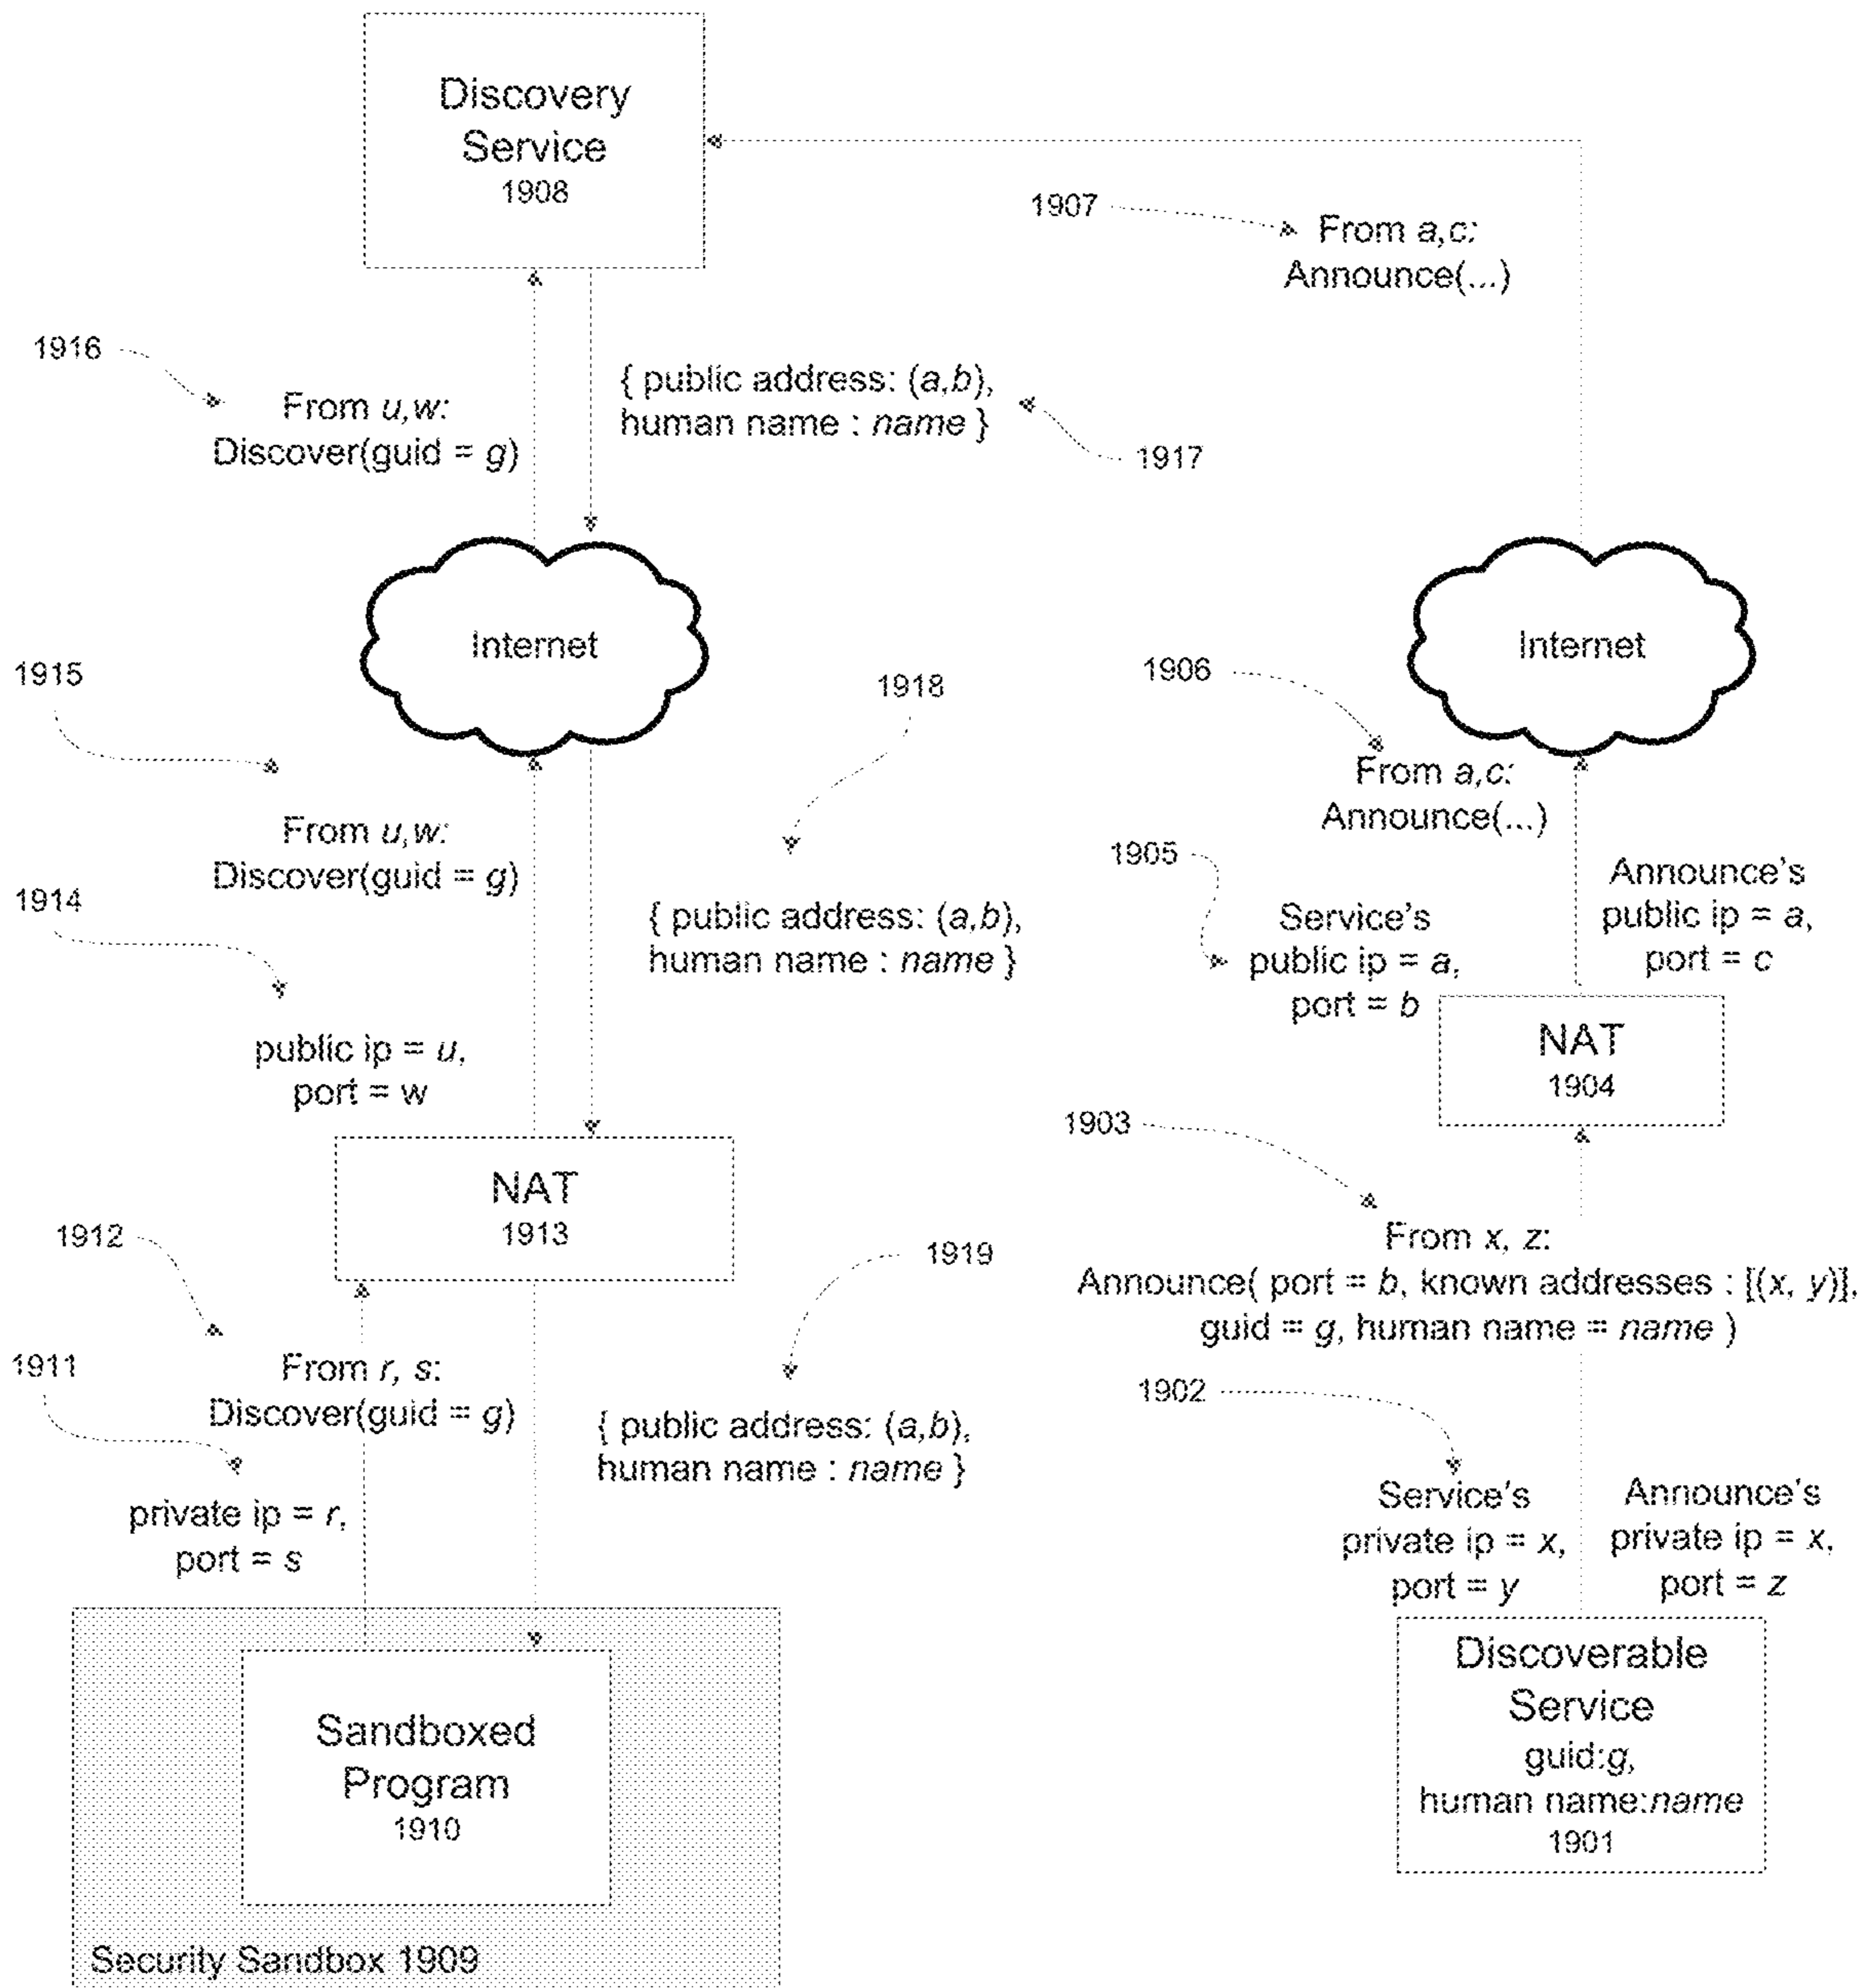 Discovery
Service
1908
1907
From a,c:
Announce(...)
1916
From u,w:
Discover(guid = g)
{ public address: (a,b),
human name : name }
1917
Internet
Internet
1915
1918
1906
From a,c:
Announce(...)
From u,w:
Discover(guid = g)
1914
1905
{ public address: (a,b),
human name : name }
Service's
public ip = a,
port = b
Announce's
public ip = a,
port = c
public ip = u,
port = w
NAT
1904
NAT
1913
1903
From x, z:
Announce( port = b, known addresses : [(x, y)],
guid = g, human name = name )
1912
1919
From r, s:
Discover(guid = g)
1911
{ public address: (a,b),
human name : name }
1902
private ip = r,
port = s
Service's
private ip = x,
port = y
Announce's
private ip = x,
port = z
Sandboxed
Program
1910
Discoverable
Service
guid:g,
human name:name
1901
Security Sandbox 1909